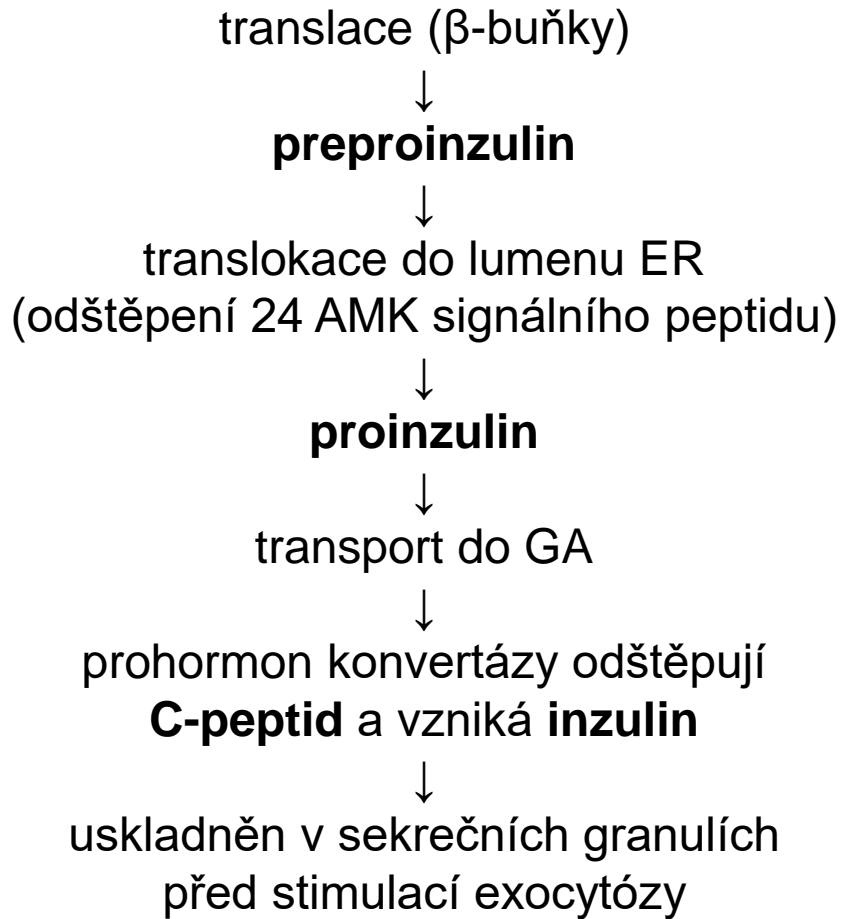 translace (β-buňky)
↓
preproinzulin
↓
translokace do lumenu ER
(odštěpení 24 AMK signálního peptidu)
↓
proinzulin
↓
transport do GA
↓
prohormon konvertázy odštěpují
C-peptid a vzniká inzulin
↓
uskladněn v sekrečních granulích
před stimulací exocytózy